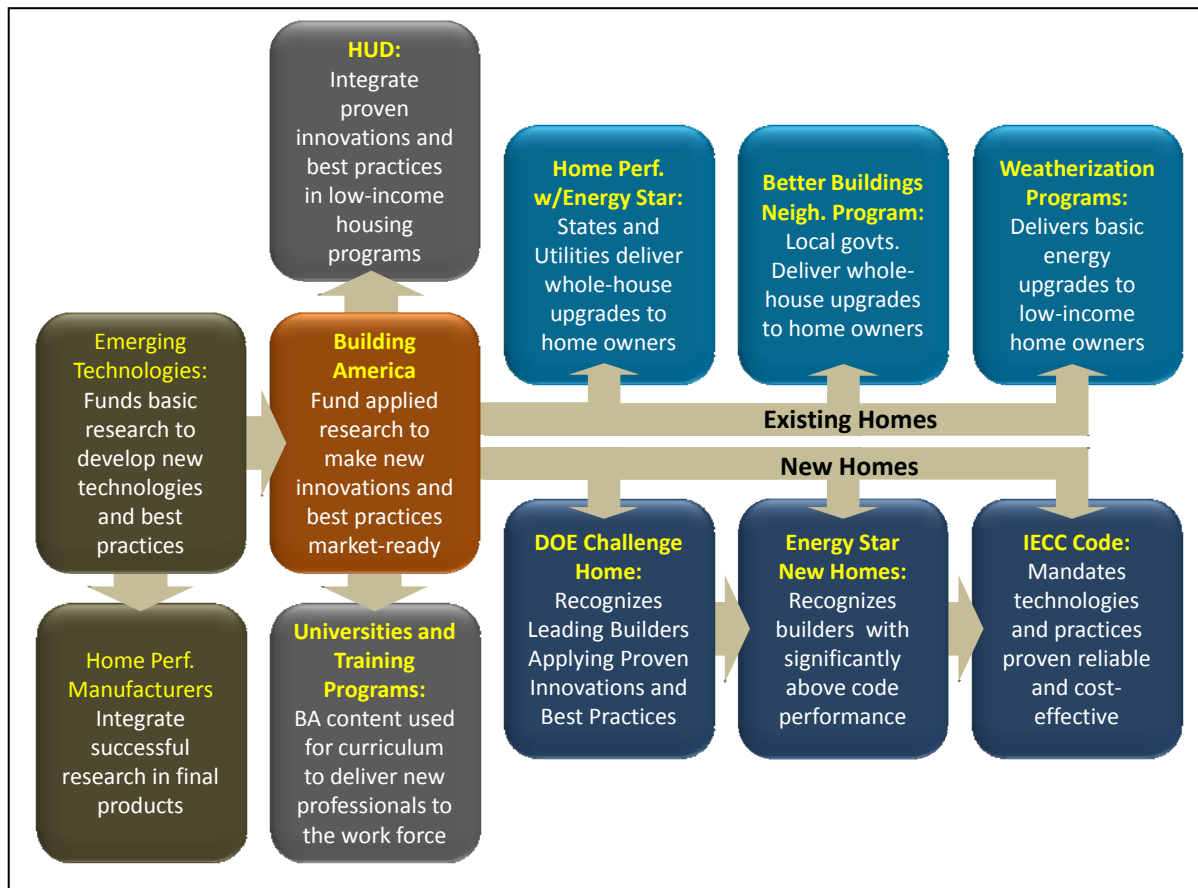 HUD:
Integrate
proven
innovations and
best practices
in low-income
housing
programs
Home Perf.
w/Energy Star:
States and
Utilities deliver
whole-house
upgrades to
home owners
Better Buildings
Neigh. Program:
Local govts.
Deliver whole-
house upgrades
to home owners
Weatherization
Programs:
Delivers basic
energy
upgrades to
low-income
home owners
Emerging
Technologies:
Funds basic
research to
develop new
technologies
and best
practices
Building
America
Fund applied
research to
make new
innovations and
best practices
market-ready
Existing Homes
New Homes
Home Perf.
Manufacturers
Integrate
successful
research in final
products
Universities and
Training
Programs:
BA content used
for curriculum
to deliver new
professionals to
the work force
DOE Challenge
Home:
Recognizes
Leading Builders
Applying Proven
Innovations and
Best Practices
Energy Star
New Homes:
Recognizes
builders with
significantly
above code
performance
IECC Code:
Mandates
technologies
and practices
proven reliable
and cost-
effective